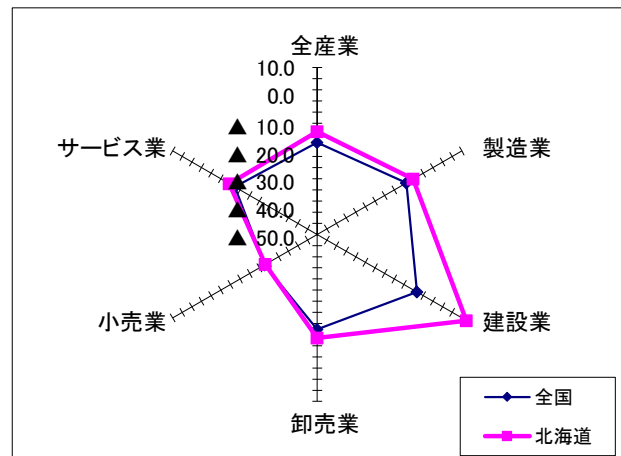 全産業
10.0
0.0
▲ 10.0
▲ 20.0
▲ 30.0
▲ 40.0
▲ 50.0
サービス業
製造業
小売業
建設業
卸売業
全国
北海道